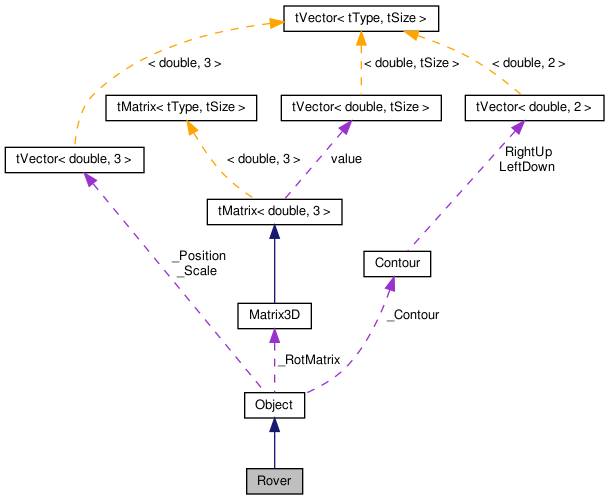 tVector< tType, tSize >
< double, 3 >
< double, tSize >
< double, 2 >
tMatrix< tType, tSize >
tVector< double, tSize >
tVector< double, 2 >
tVector< double, 3 >
< double, 3 >
value
RightUp
LeftDown
tMatrix< double, 3 >
_Position
_Scale
Contour
Matrix3D
_Contour
_RotMatrix
Object
Rover